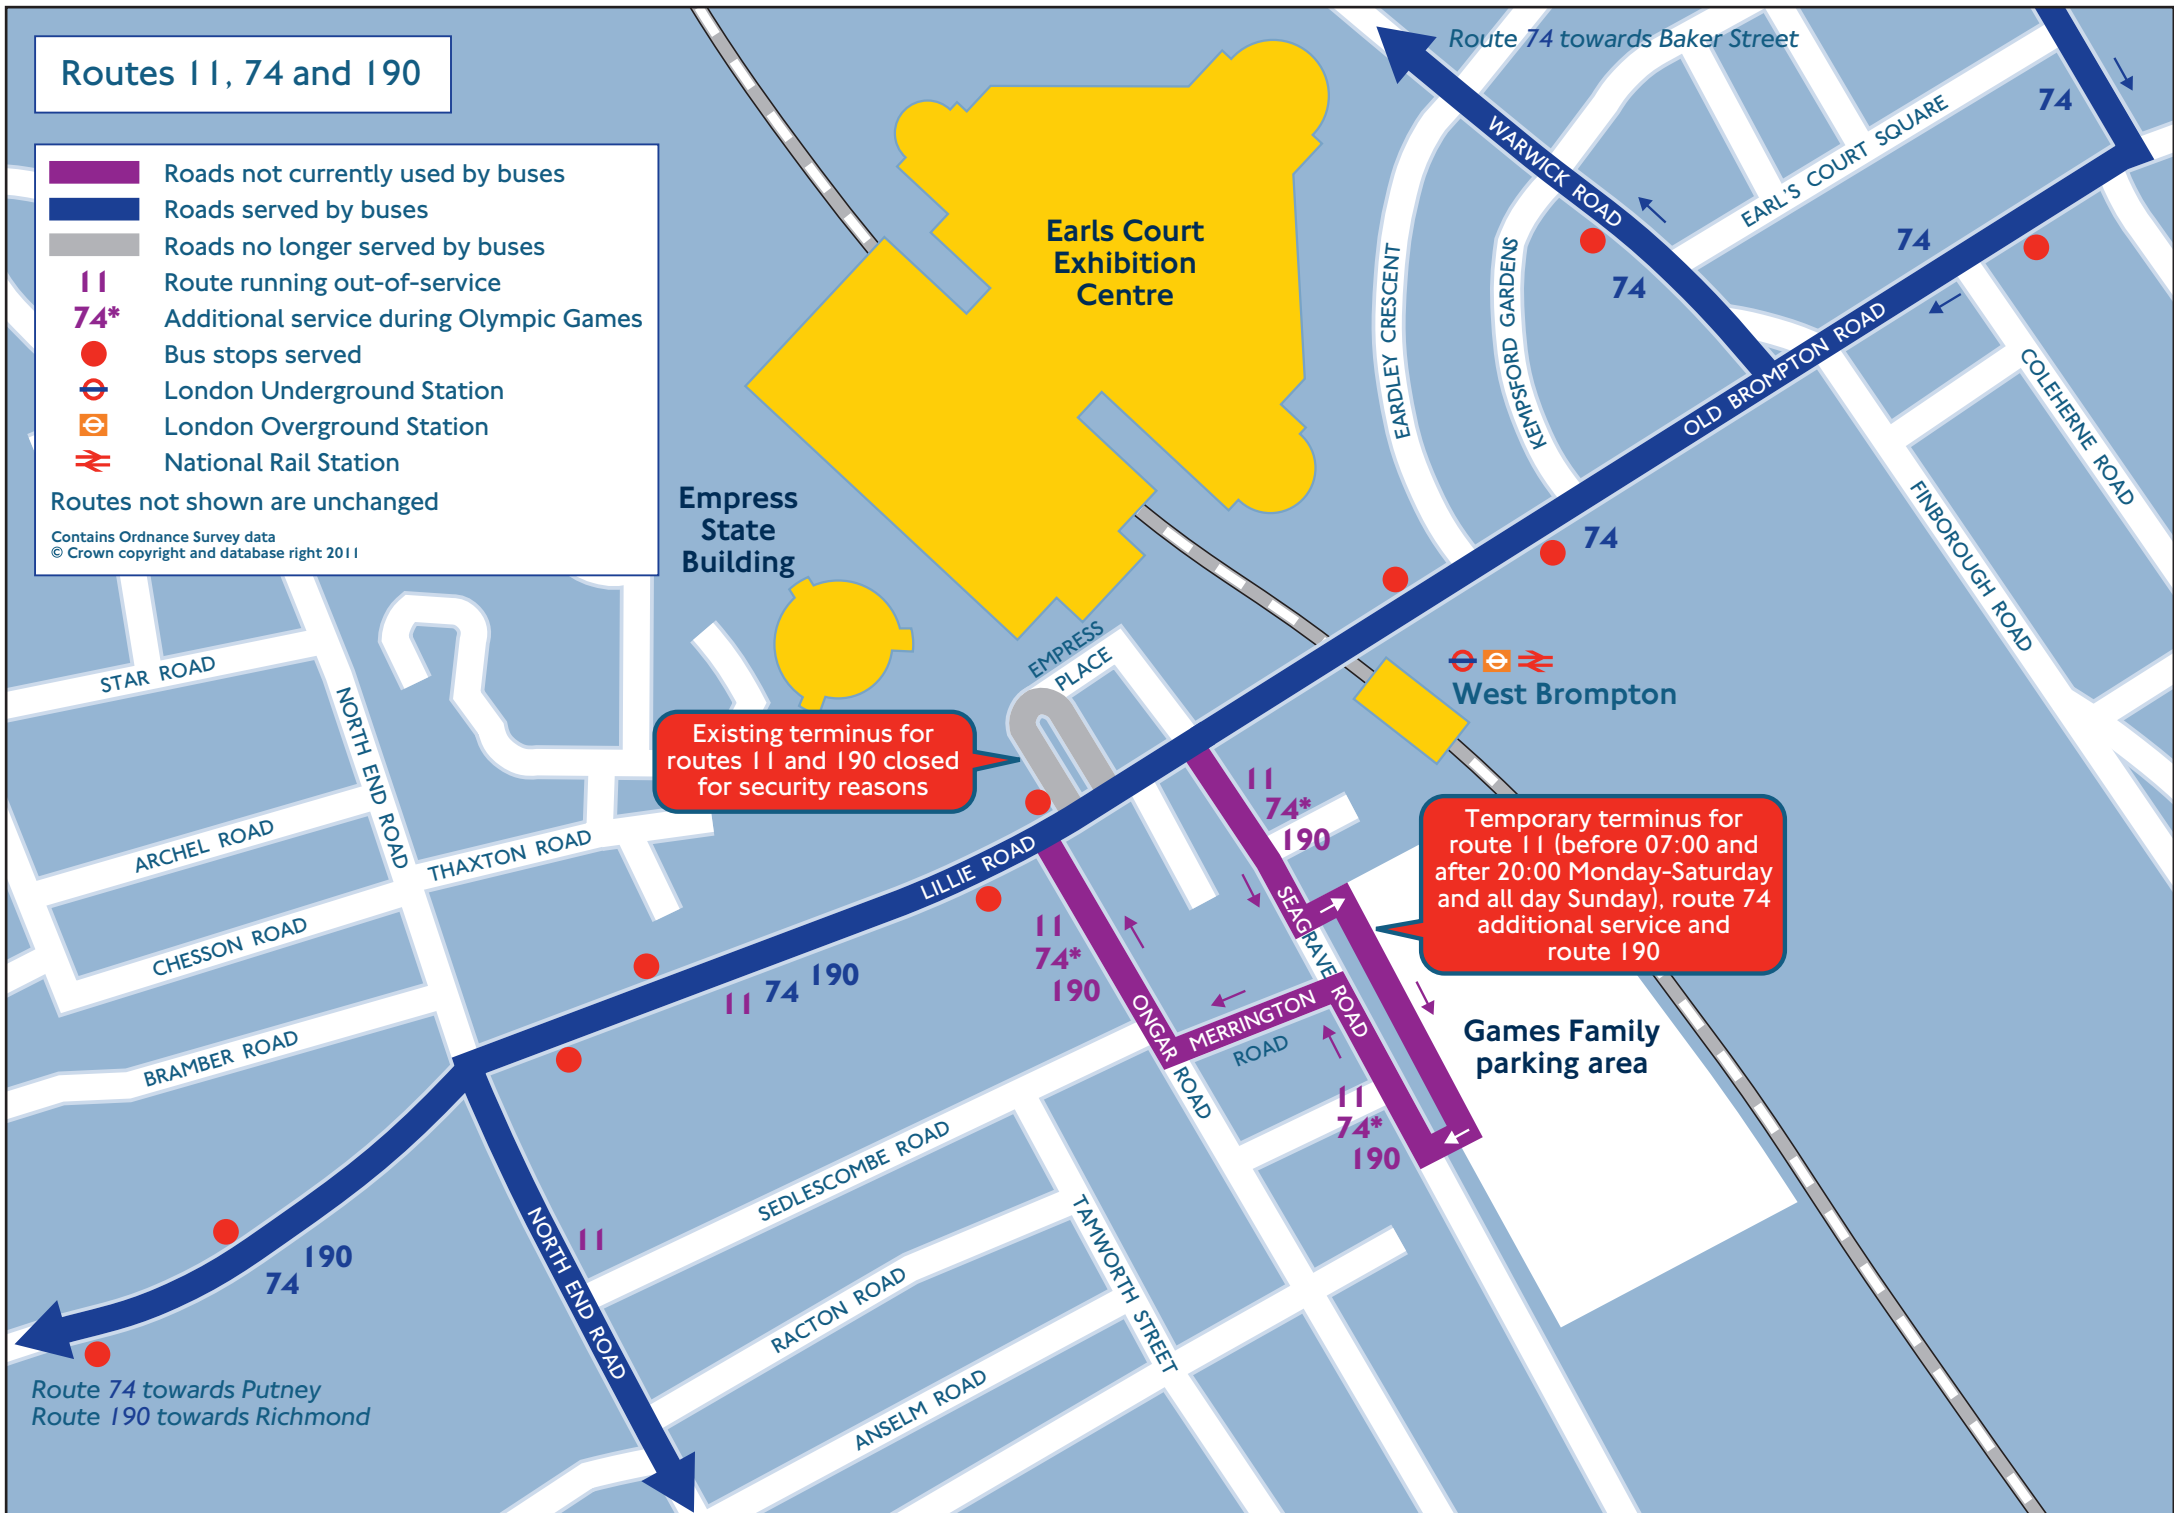 Routes 11, 74 and 190
Roads not currently used by buses
Roads served by buses
Roads no longer served by buses
11 Route running out-of-service
74* Additional service during Olympic Games
Bus stops served
London Underground Station
London Overground Station
National Rail Station
Routes not shown are unchanged
Contains Ordnance Survey data
© Crown copyright and database right 2011
Route 74 towards Baker Street
74
WARWICK ROAD
EARL'S COURT SQUARE
74
74
Earls Court
Exhibition
Centre
EARDLEY CRESCENT
KEMPSFORD GARDENS
OLD BROMPTON ROAD
COLEHERNE ROAD
FINBOROUGH ROAD
74
Empress
State
Building
West Brompton
EMPRESS
PLACE
STAR ROAD
NORTH END ROAD
ARCHEL ROAD
THAXTON ROAD
CHESSON ROAD
BRAMBER ROAD
Existing terminus for
routes 11 and 190 closed
for security reasons
LILLIE ROAD
11
74*
190
Temporary terminus for
route 11 (before 07:00 and
after 20:00 Monday-Saturday
and all day Sunday), route 74
additional service and
route 190
SEAGRAVE ROAD
11
74*
190
11 74 190
ONGAR ROAD
MERRINGTON
ROAD
Games Family
parking area
11
74*
190
SEDLESCOMBE ROAD
TAMWORTH STREET
RACTON ROAD
ANSELM ROAD
11
NORTH END ROAD
74 190
Route 74 towards Putney
Route 190 towards Richmond